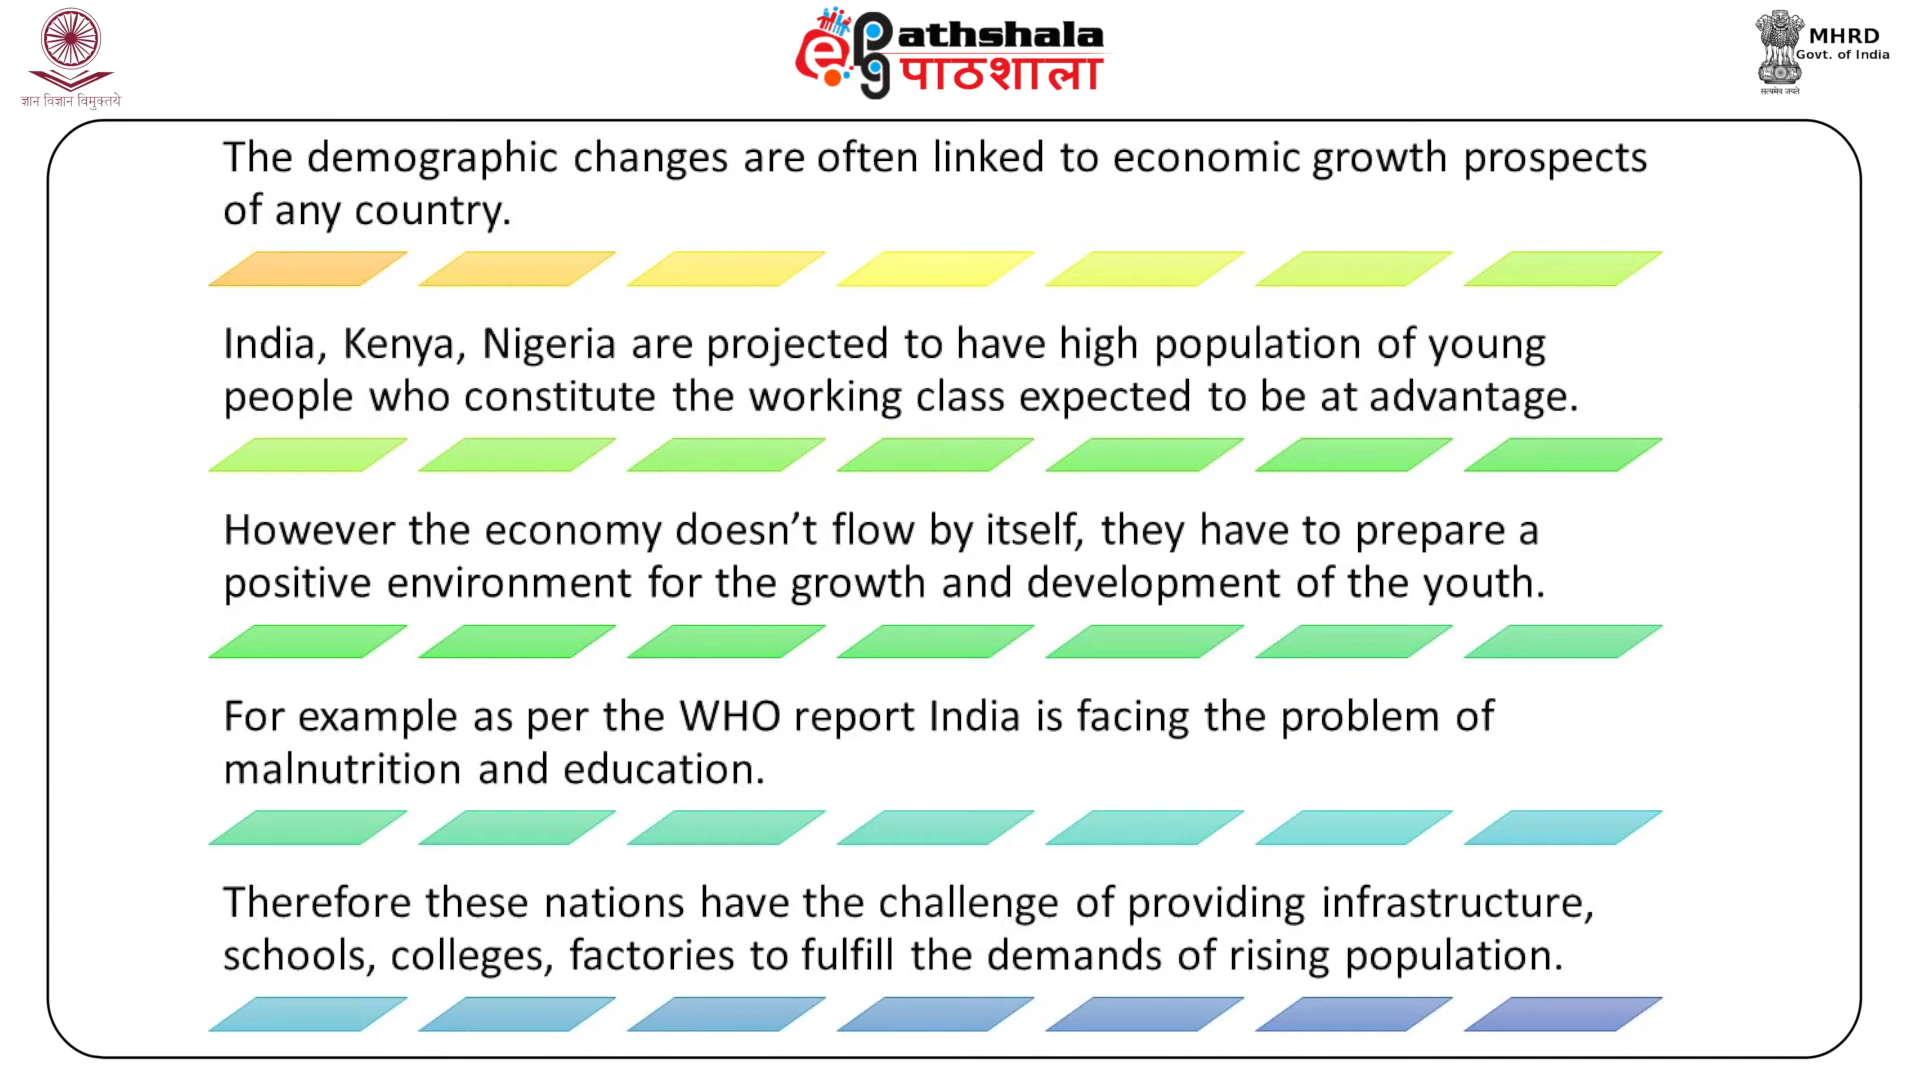 ज्ञान विज्ञान विमुक्तये
ePG Pathshala
पाठशाला
MHRD
Govt. of India
सत्यमेव जयते
The demographic changes are often linked to economic growth prospects
of any country.
India, Kenya, Nigeria are projected to have high population of young
people who constitute the working class expected to be at advantage.
However the economy doesn’t flow by itself, they have to prepare a
positive environment for the growth and development of the youth.
For example as per the WHO report India is facing the problem of
malnutrition and education.
Therefore these nations have the challenge of providing infrastructure,
schools, colleges, factories to fulfill the demands of rising population.